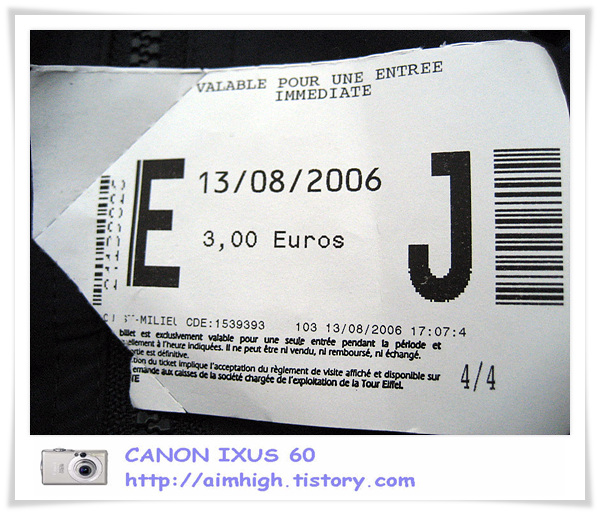 VALABLE POUR UNE ENTREE
IMMEDIATE
E 13/08/2006 J
3,00 Euros
ST-MILIEU CDE:1539393 103 13/08/2006 17:07:4
billet est exclusivement valable pour une seule entrée pendant la période et
à l'heure indiquées. Il ne peut être ni vendu, ni remboursé, ni échangé.
est définitive.
du ticket implique l'acceptation du règlement de visite affiché et disponible sur
aux caisses de la société chargée de l'exploitation de la Tour Eiffel.
4/4
CANON IXUS 60
http://aimhigh.tistory.com